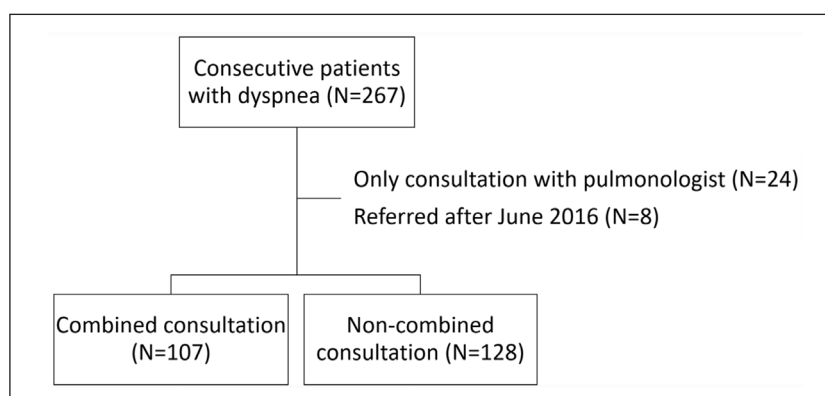 Consecutive patients
with dyspnea (N=267)
Only consultation with pulmonologist (N=24)
Referred after June 2016 (N=8)
Combined consultation
(N=107)
Non-combined
consultation (N=128)